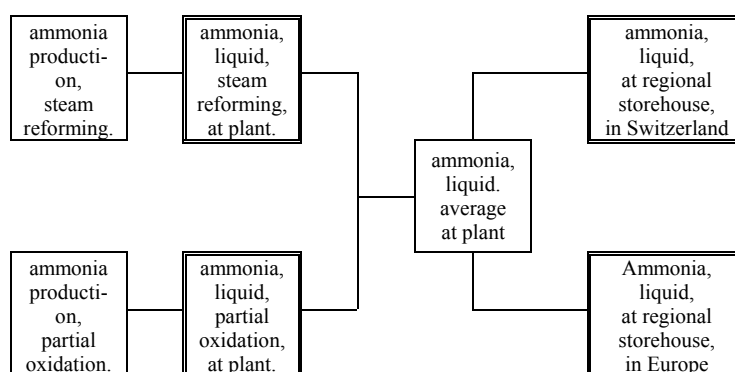 ammonia
producti-
on,
steam
reforming.
ammonia,
liquid,
steam
reforming,
at plant.
ammonia,
liquid,
at regional
storehouse,
in Switzerland
ammonia,
liquid.
average
at plant
ammonia
producti-
on,
partial
oxidation.
ammonia,
liquid,
partial
oxidation,
at plant.
Ammonia,
liquid,
at regional
storehouse,
in Europe